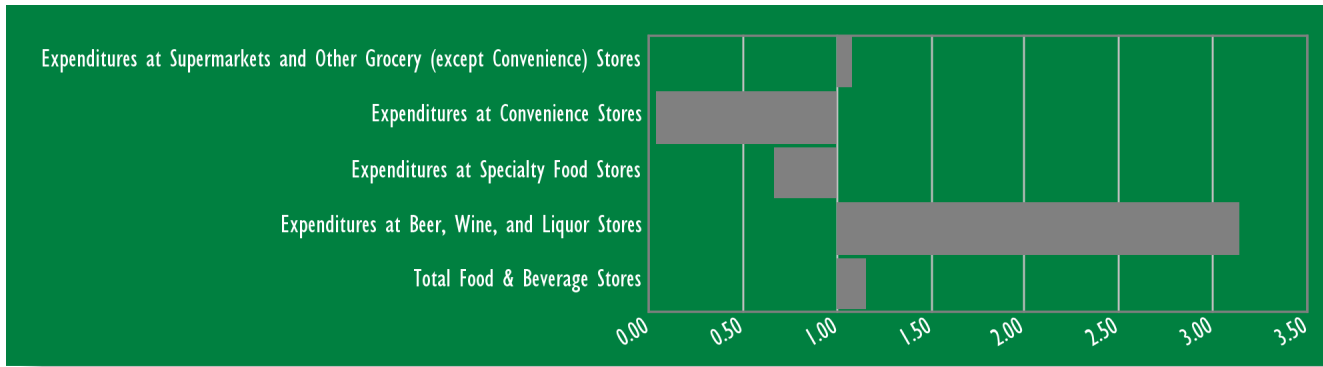 Expenditures at Supermarkets and Other Grocery (except Convenience) Stores
Expenditures at Convenience Stores
Expenditures at Specialty Food Stores
Expenditures at Beer, Wine, and Liquor Stores
Total Food & Beverage Stores
0.00 0.50 1.00 1.50 2.00 2.50 3.00 3.50